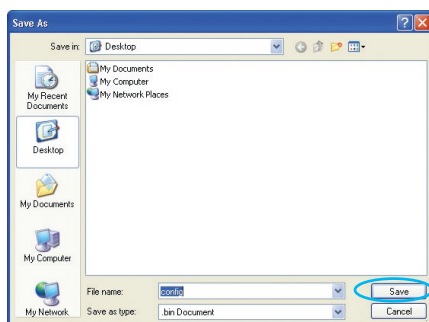 Save As
Save in:
Desktop
My Documents
My Computer
My Network Places
My Recent
Documents
Desktop
My Documents
My Computer
My Network
File name:
config
Save
Save as type:
.bin Document
Cancel